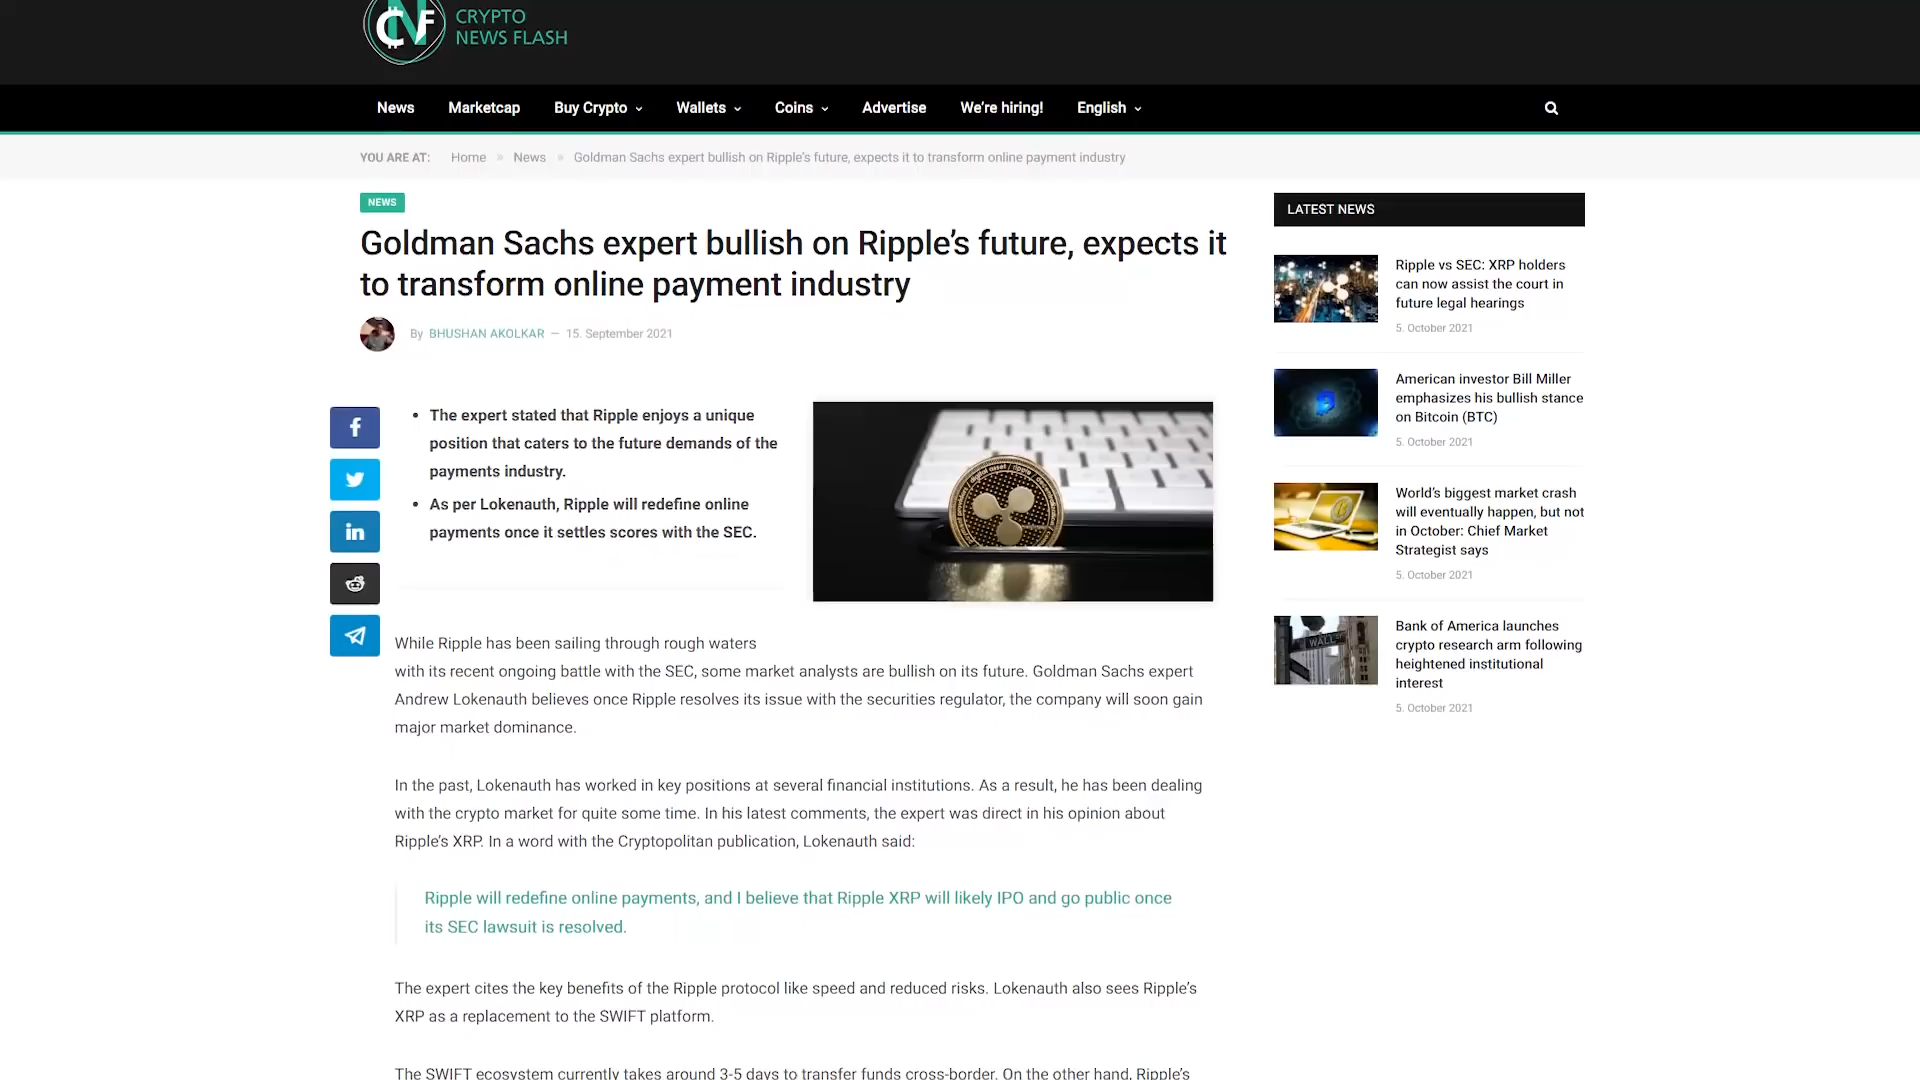 CNF
CRYPTO
NEWS FLASH
News
Marketcap
Buy Crypto
Wallets
Coins
Advertise
We're hiring!
English
YOU ARE AT: Home » News » Goldman Sachs expert bullish on Ripple's future, expects it to transform online payment industry
NEWS
Goldman Sachs expert bullish on Ripple's future, expects it
to transform online payment industry
By BHUSHAN AKOLKAR — 15. September 2021
• The expert stated that Ripple enjoys a unique
position that caters to the future demands of the
payments industry.
• As per Lokenauth, Ripple will redefine online
payments once it settles scores with the SEC.
While Ripple has been sailing through rough waters
with its recent ongoing battle with the SEC, some market analysts are bullish on its future. Goldman Sachs expert
Andrew Lokenauth believes once Ripple resolves its issue with the securities regulator, the company will soon gain
major market dominance.
In the past, Lokenauth has worked in key positions at several financial institutions. As a result, he has been dealing
with the crypto market for quite some time. In his latest comments, the expert was direct in his opinion about
Ripple's XRP. In a word with the Cryptopolitan publication, Lokenauth said:
Ripple will redefine online payments, and I believe that Ripple XRP will likely IPO and go public once
its SEC lawsuit is resolved.
The expert cites the key benefits of the Ripple protocol like speed and reduced risks. Lokenauth also sees Ripple's
XRP as a replacement to the SWIFT platform.
The SWIFT ecosystem currently takes around 3-5 days to transfer funds cross-border. On the other hand, Ripple's
LATEST NEWS
Ripple vs SEC: XRP holders
can now assist the court in
future legal hearings
5. October 2021
American investor Bill Miller
emphasizes his bullish stance
on Bitcoin (BTC)
5. October 2021
World's biggest market crash
will eventually happen, but not
in October: Chief Market
Strategist says
5. October 2021
Bank of America launches
crypto research arm following
heightened institutional
interest
5. October 2021